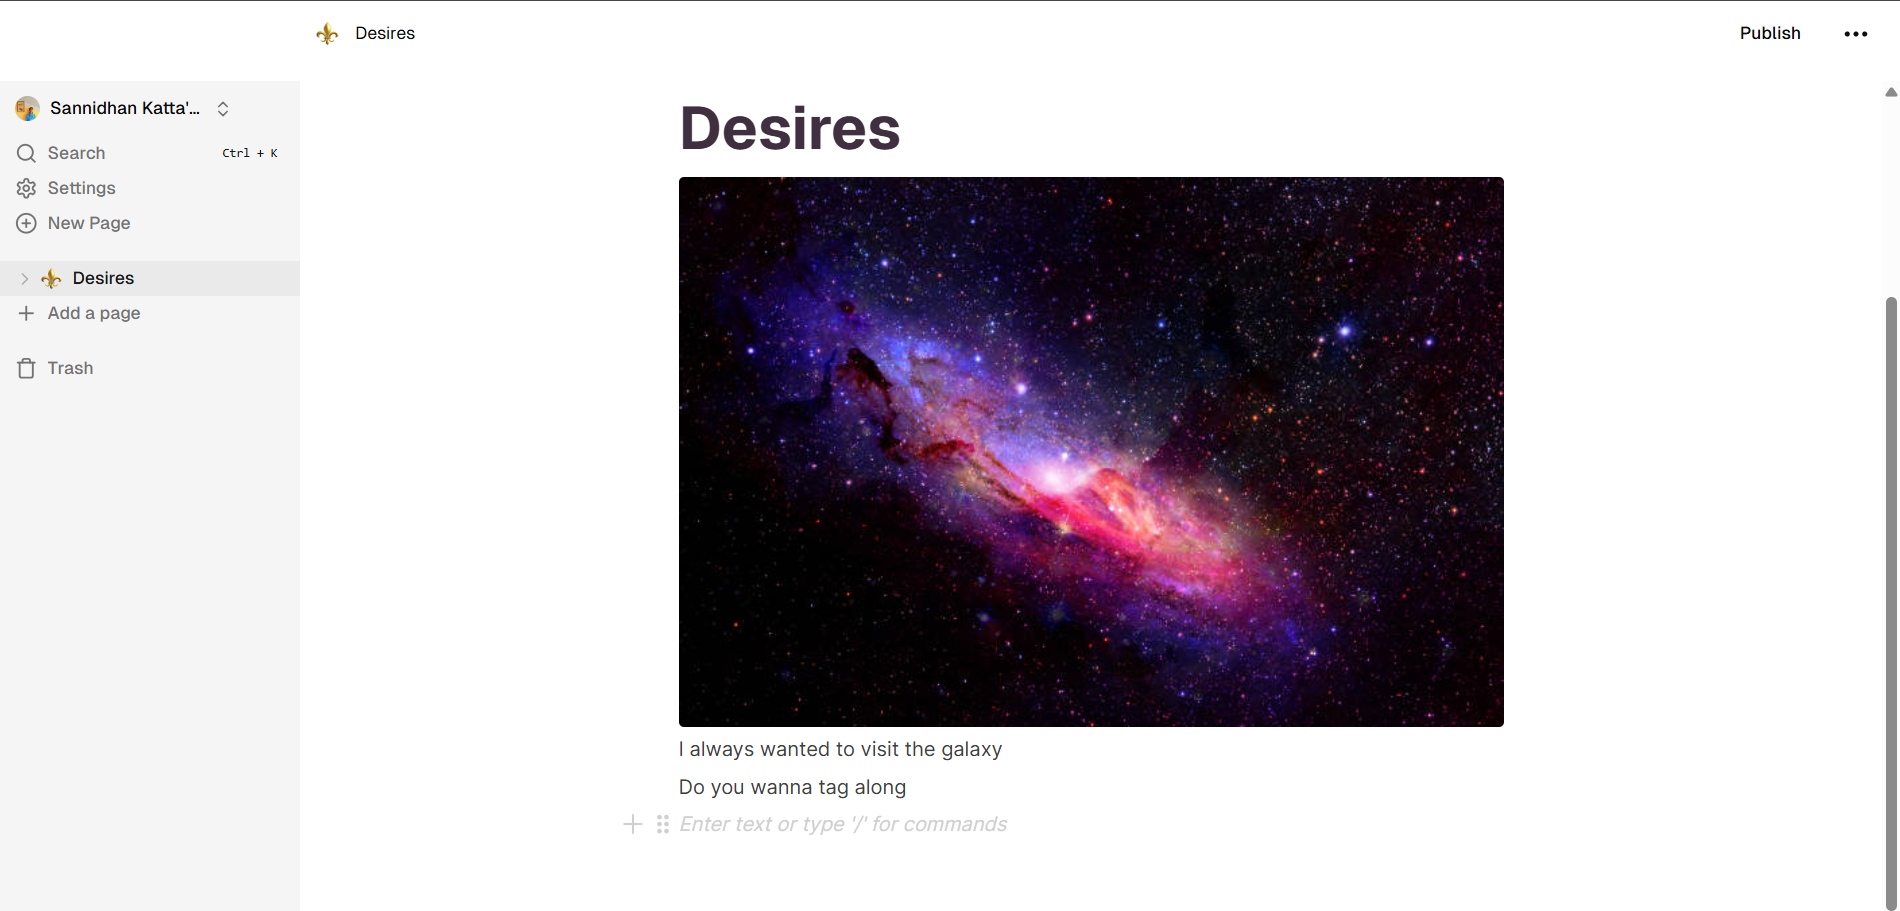 Desires
Publish
Sannidhan Katta'...
Search Ctrl + K
Settings
New Page
Desires
Add a page
Trash
Desires
I always wanted to visit the galaxy
Do you wanna tag along
Enter text or type '/' for commands